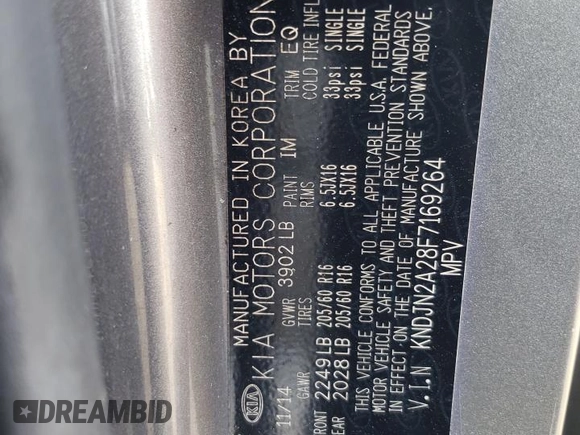 KIA
MANUFACTURED IN KOREA BY
KIA MOTORS CORPORATION
11/14 GVWR 3902 LB PAINT IM TRIM EQ
GAWR TIRES RIMS COLD TIRE INFL
FRONT 2249 LB 205/60 R16 6.5JX16 33psi SINGLE
REAR 2028 LB 205/60 R16 6.5JX16 33psi SINGLE
THIS VEHICLE CONFORMS TO ALL APPLICABLE U.S.A. FEDERAL
MOTOR VEHICLE SAFETY AND THEFT PREVENTION STANDARDS
IN EFFECT ON THE DATE OF MANUFACTURE SHOWN ABOVE.
V.I.N KNDJN2A28F7169264
MPV
DREAMBID